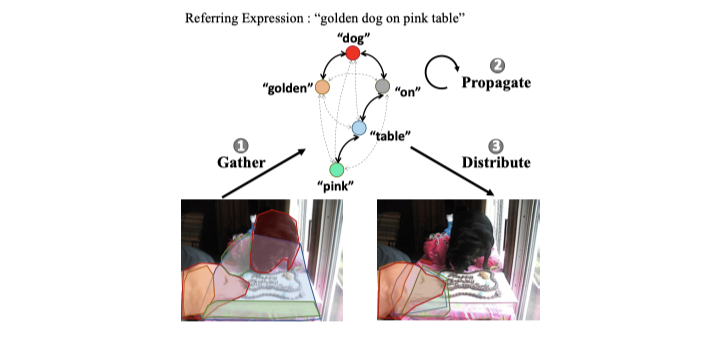 Referring Expression : “golden dog on pink table”
“dog”
2
Propagate
“golden”
“on”
“table”
1
Gather
3
Distribute
“pink”